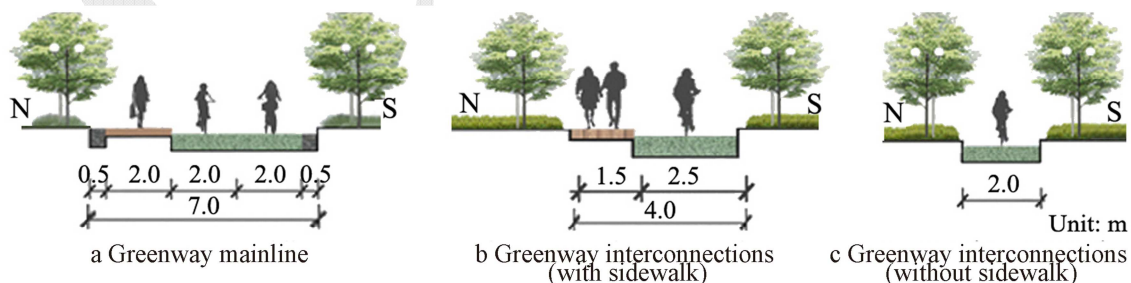 N
S
0.5 2.0 2.0 2.0 0.5
7.0
a Greenway mainline
N
S
1.5 2.5
4.0
b Greenway interconnections
(with sidewalk)
N
S
2.0
Unit: m
c Greenway interconnections
(without sidewalk)